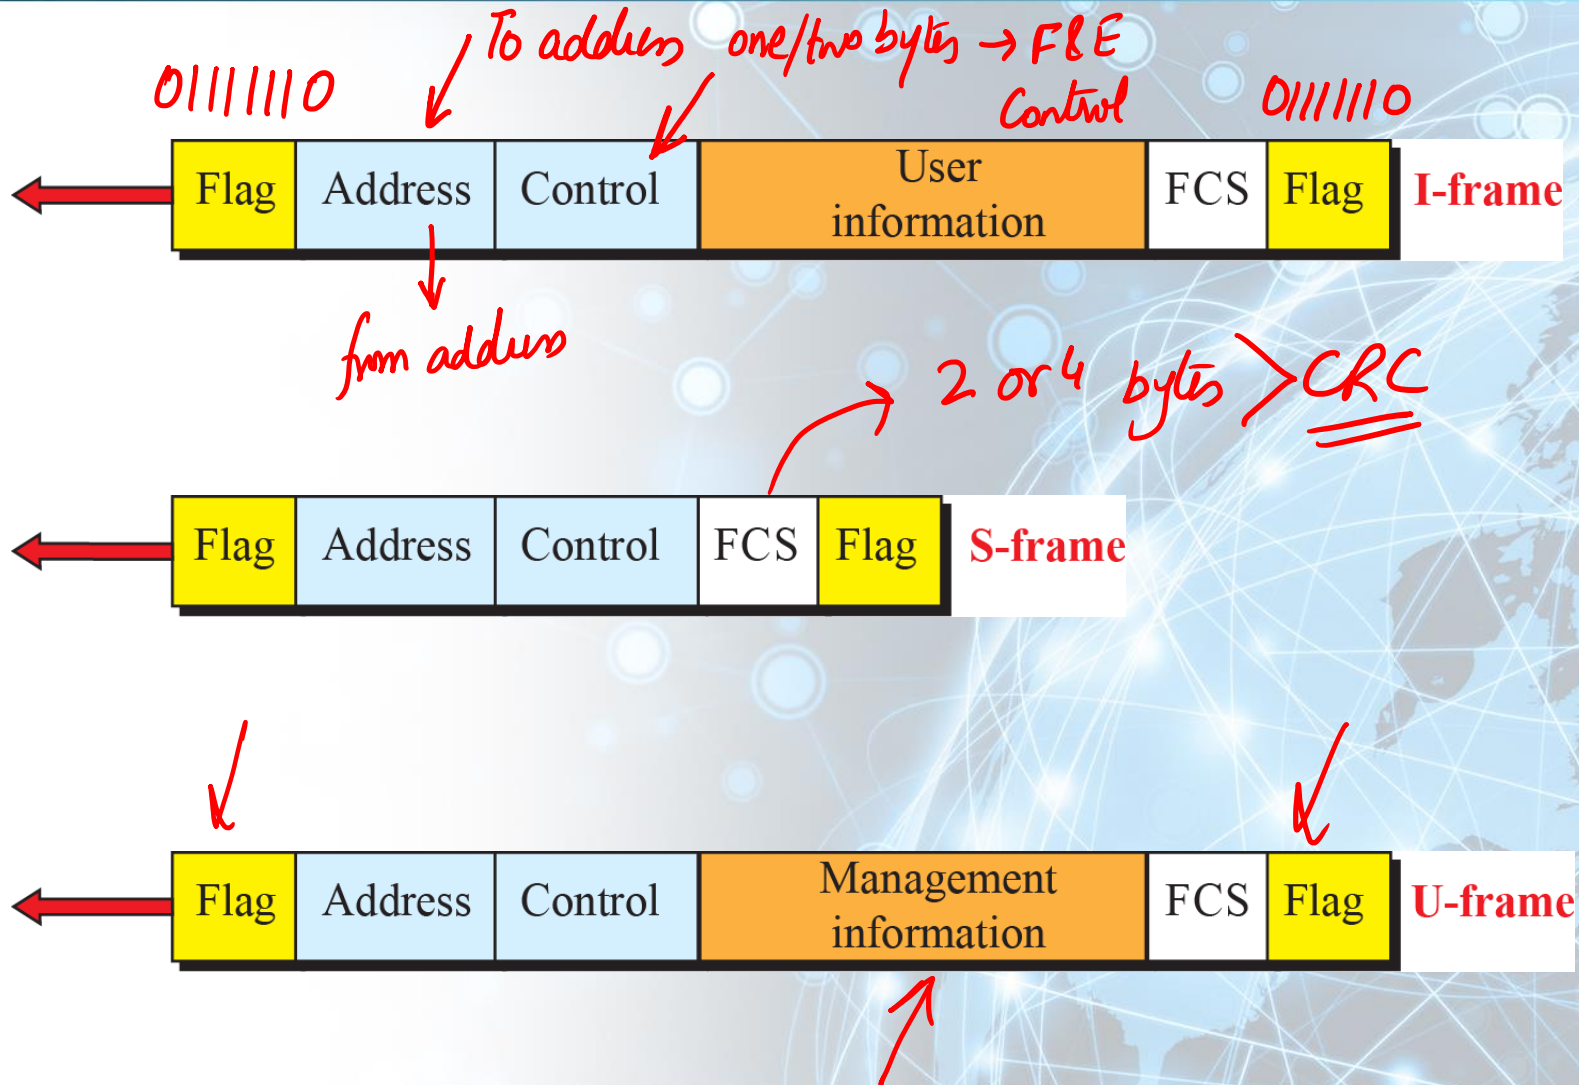 To address one/two bytes → F&E
Control
01111110 01111110
Flag Address Control User information FCS Flag I-frame
from address
2 or 4 bytes > CRC
Flag Address Control FCS Flag S-frame
Flag Address Control Management information FCS Flag U-frame